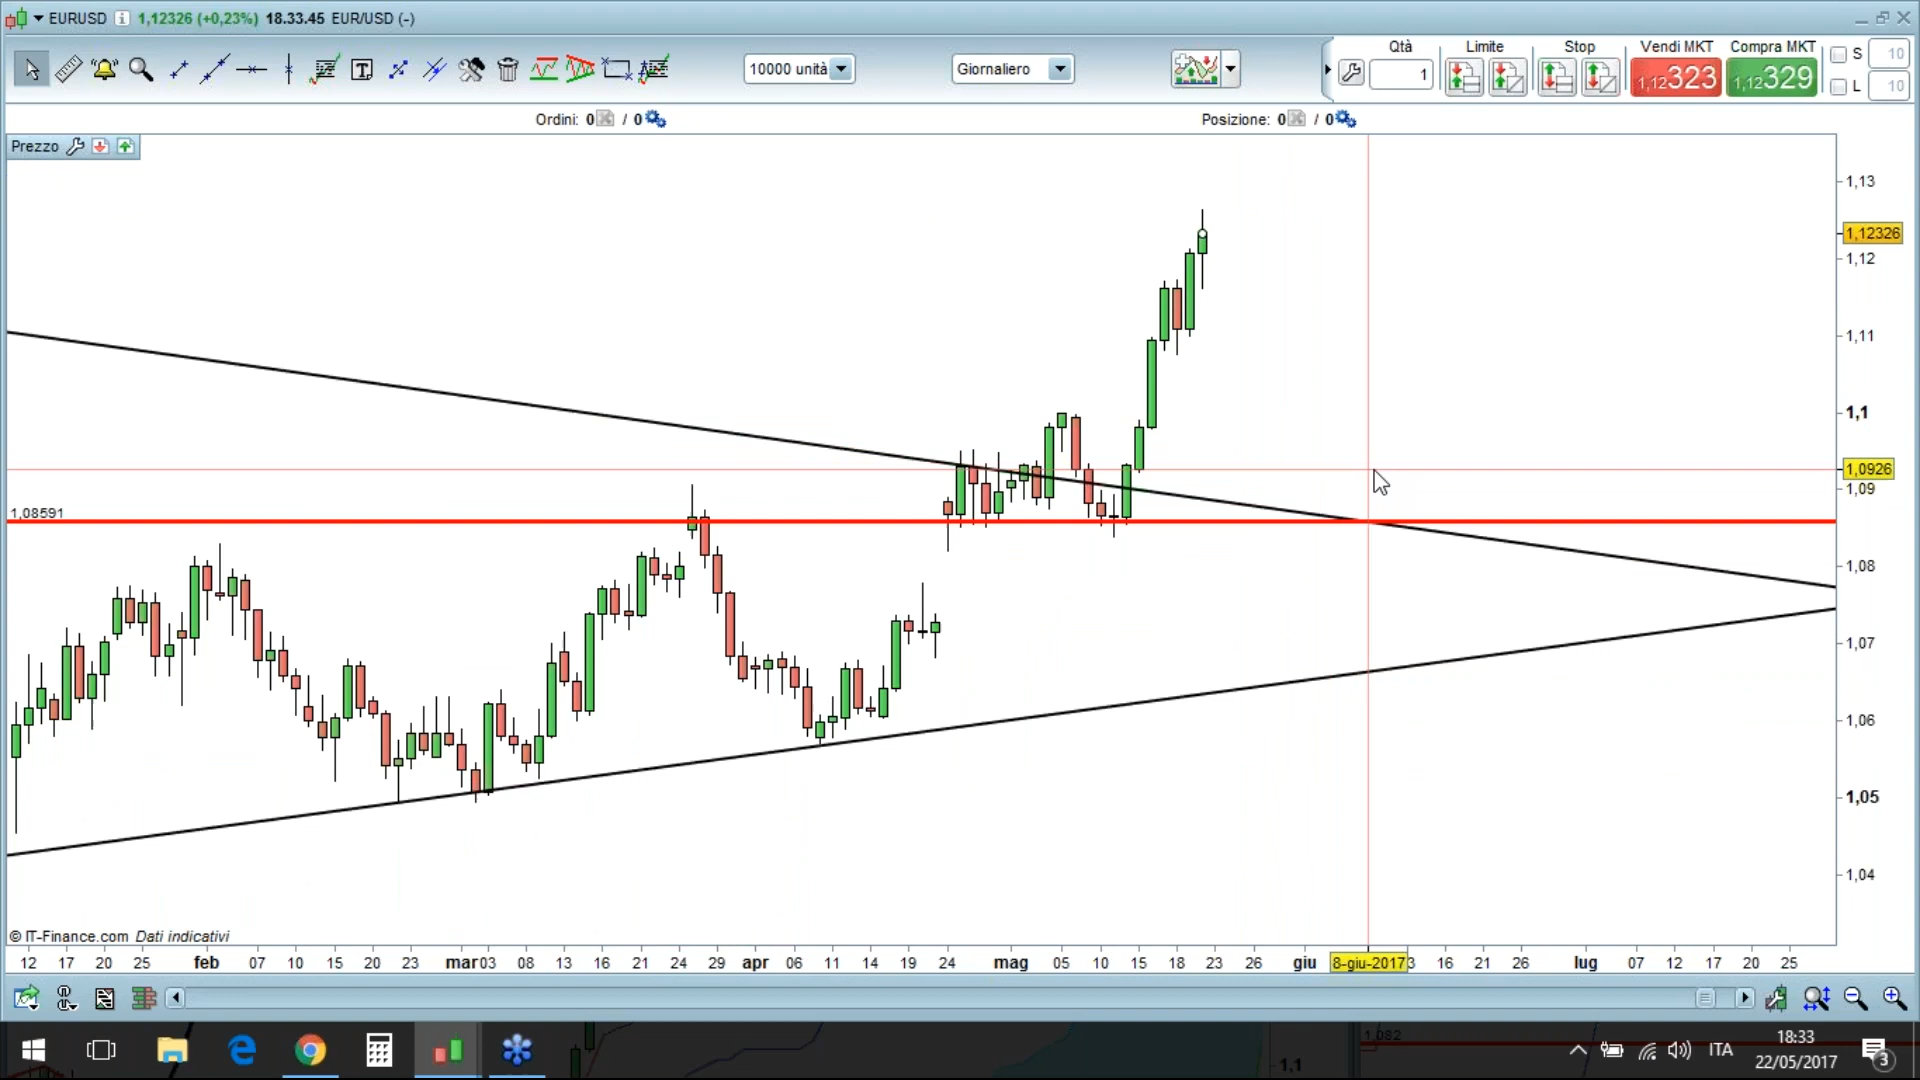 EURUSD 1,12326 (+0,23%) 18.33.45 EUR/USD (-)
10000 unità Giornaliero
Qtà Limite Stop Vendi MKT Compra MKT
1 1,12323 1,12329
S 10
L 10
Ordini: 0 / 0 Posizione: 0 / 0
Prezzo
1,13
1,12326
1,12
1,11
1,1
1,0926
1,09
1,08591
1,08
1,07
1,06
1,05
1,04
© IT-Finance.com Dati indicativi
12 17 20 25 feb 07 10 15 20 23 mar 03 08 13 16 21 24 29 apr 06 11 14 19 24 mag 05 10 15 18 23 26 giu 8-giu-2017 3 16 21 26 lug 07 12 17 20 25
1,082
1,1
ITA
18:33
22/05/2017
3